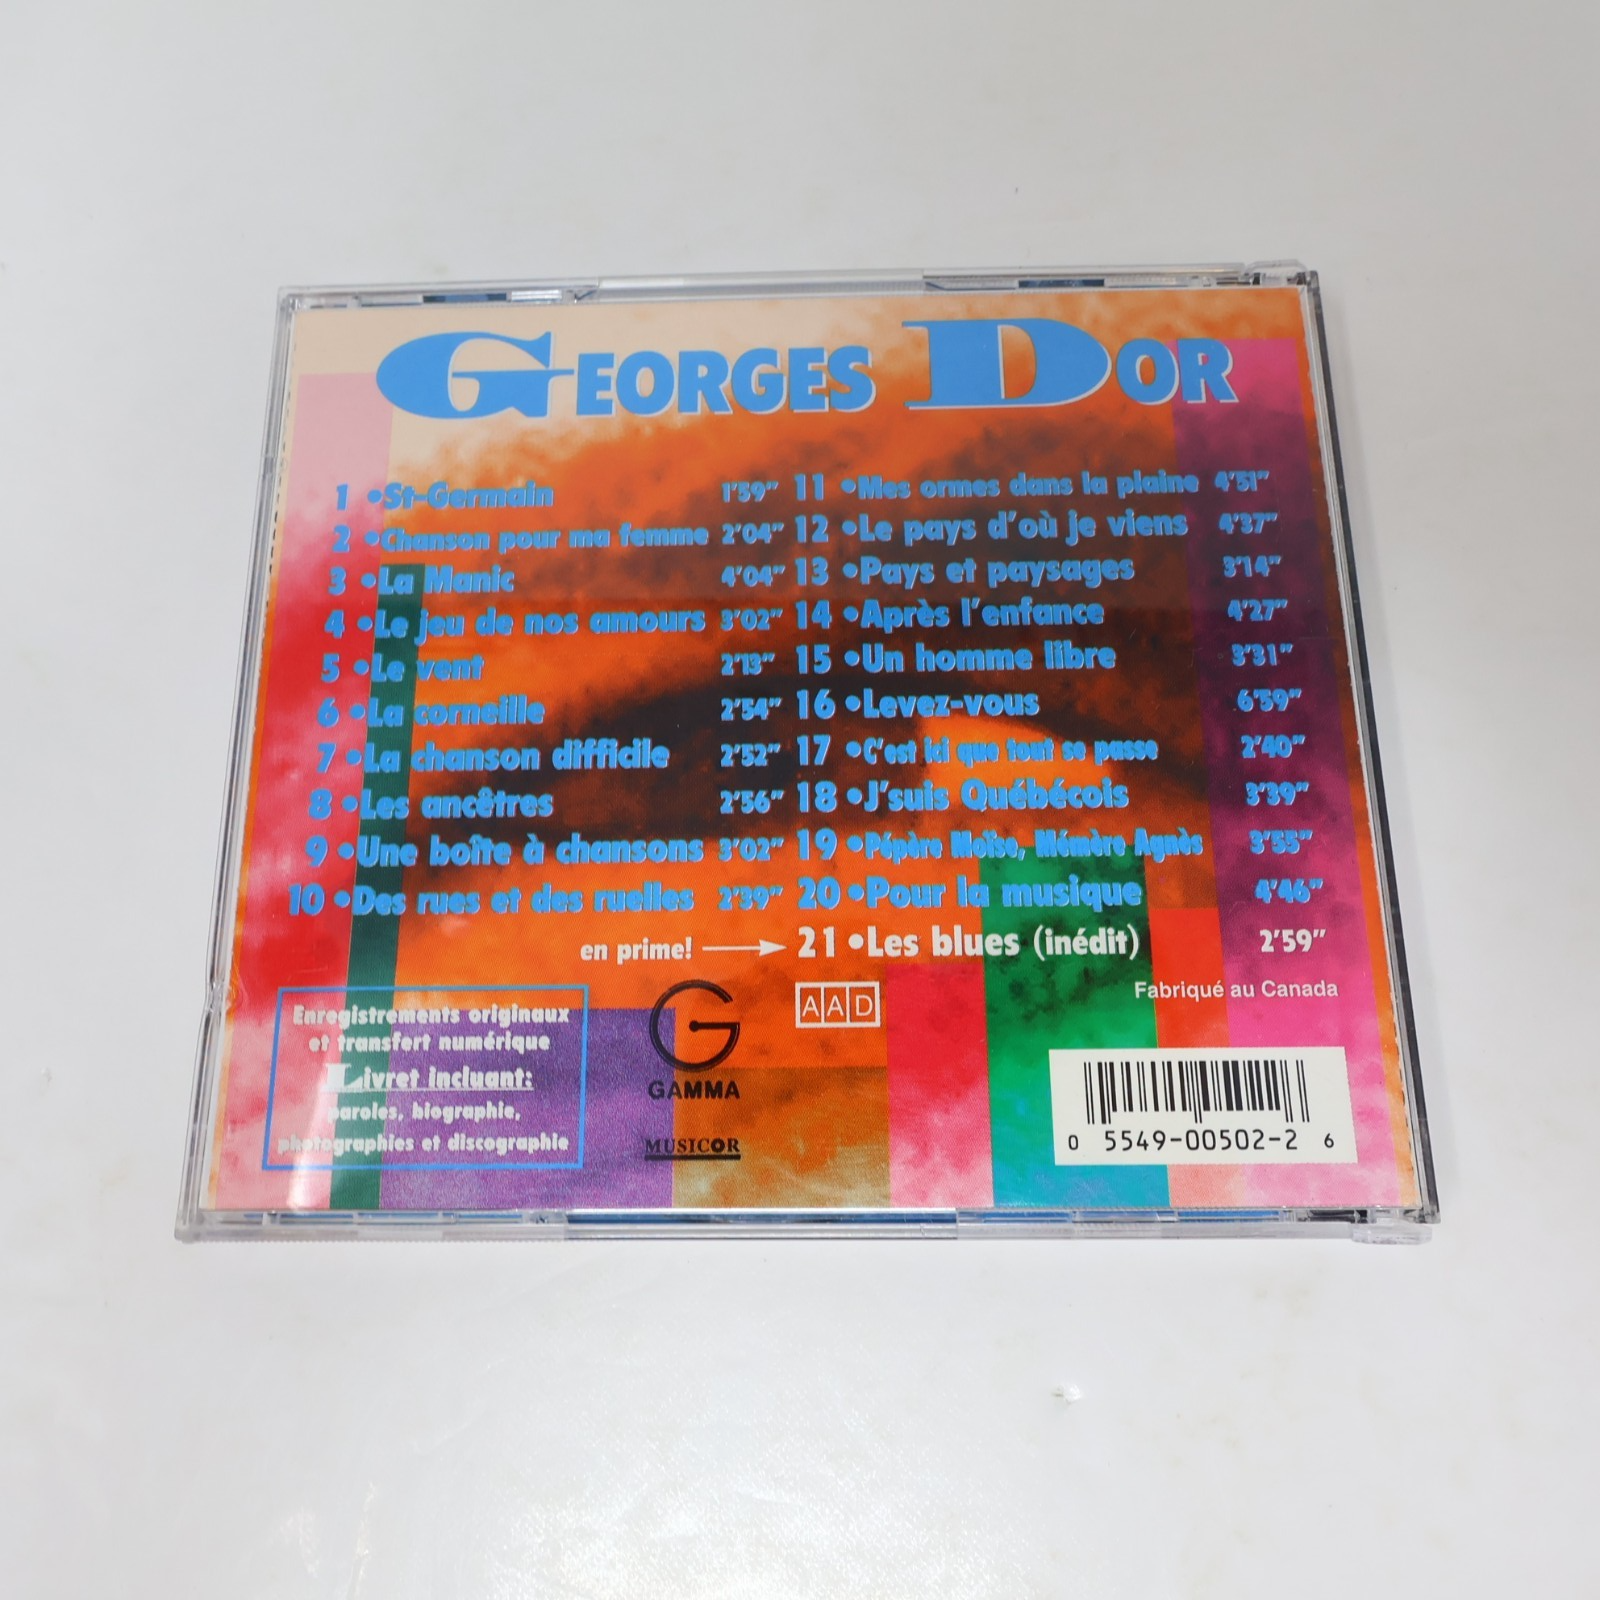 GEORGES DOR
1 •St-Germain 1'59"
2 •Chanson pour ma femme 2'04"
3 •La Manic 4'04"
4 •Le jeu de nos amours 3'02"
5 •Le vent 2'13"
6 •La corneille 2'54"
7 •La chanson difficile 2'52"
8 •Les ancêtres 2'56"
9 •Une boîte à chansons 3'02"
10 •Des rues et des ruelles 2'39"
11 •Mes ormes dans la plaine 4'51"
12 •Le pays d'où je viens 4'37"
13 •Pays et paysages 3'14"
14 •Après l'enfance 4'27"
15 •Un homme libre 3'31"
16 •Levez-vous 6'59"
17 •C'est ici que tout se passe 2'40"
18 •J'suis Québécois 3'39"
19 •Pépère Moïse, Mémère Agnès 3'55"
20 •Pour la musique 4'46"
en prime! → 21 •Les blues (inédit) 2'59"
Enregistrements originaux
et transfert numérique
Livret incluant:
paroles, biographie,
photographies et discographie
GAMMA
MUSICOR
AAD
Fabriqué au Canada
0 5549-00502-2 6